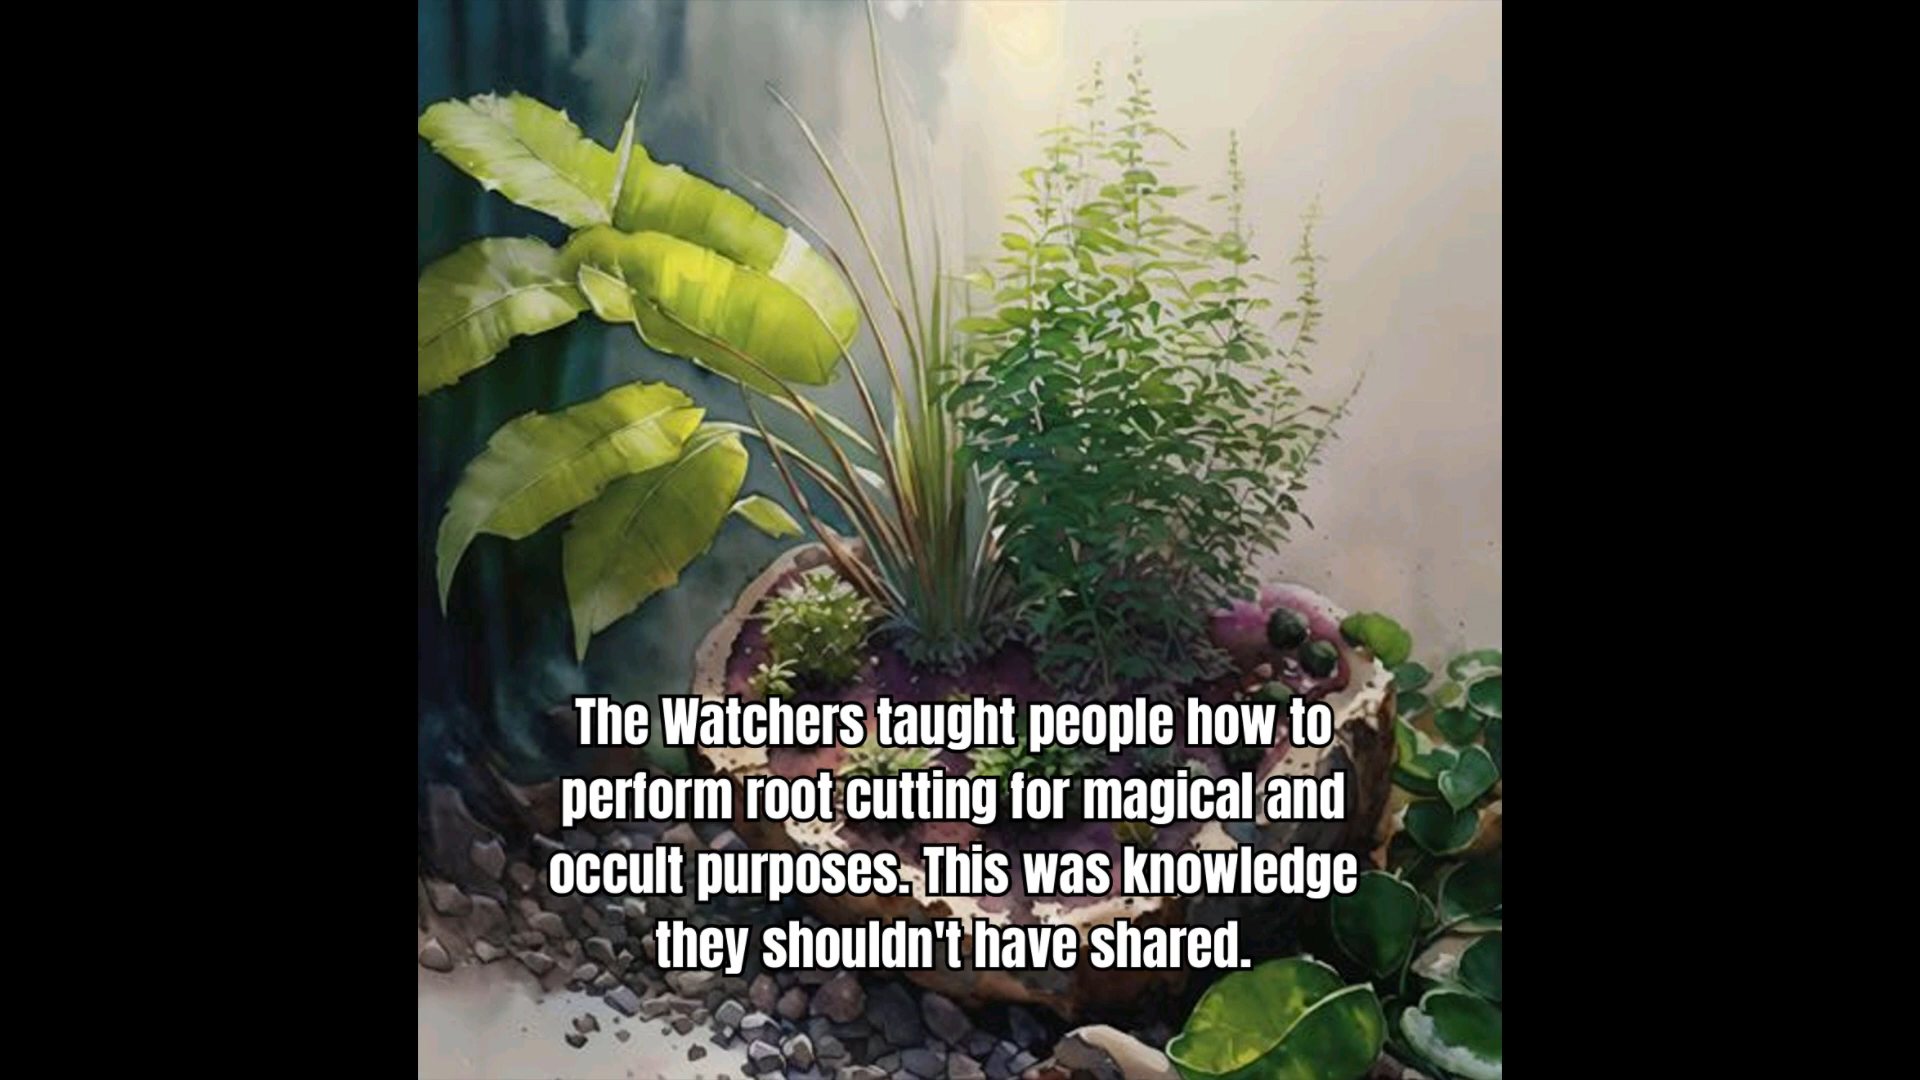 The Watchers taught people how to
perform root cutting for magical and
occult purposes. This was knowledge
they shouldn't have shared.